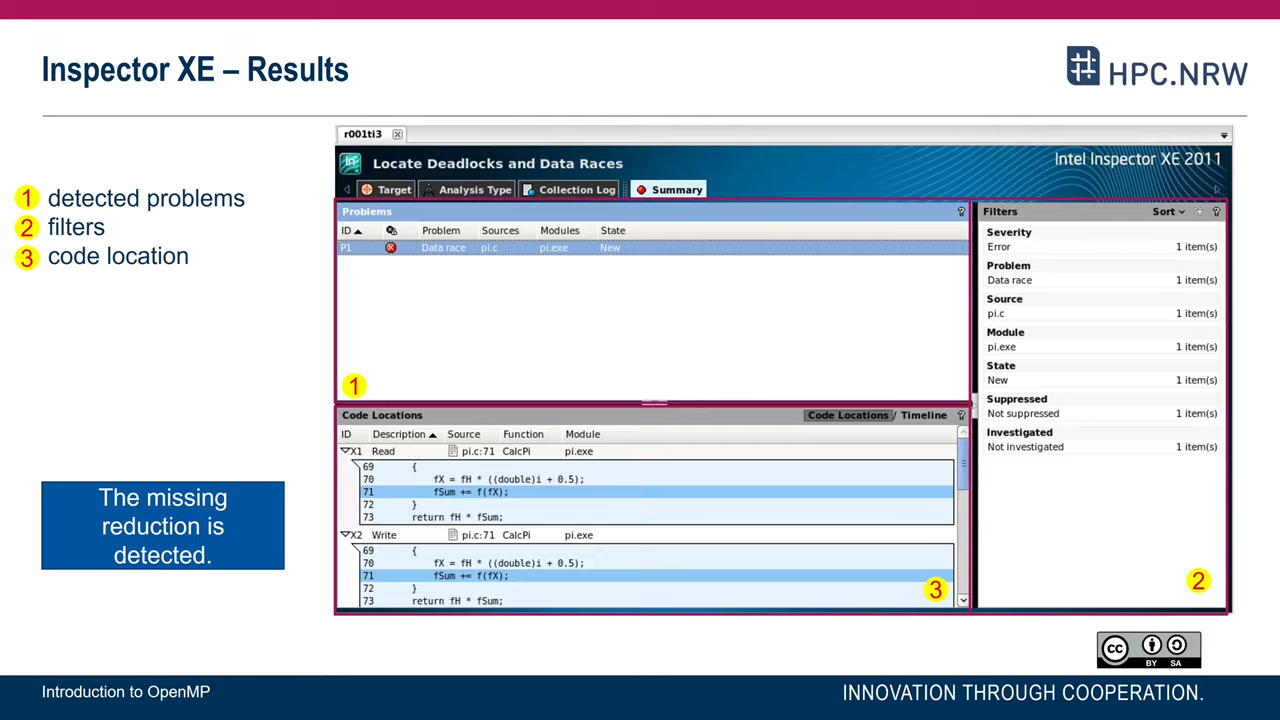 Inspector XE – Results
HPC.NRW
1 detected problems
2 filters
3 code location
The missing
reduction is
detected.
r001ti3
Locate Deadlocks and Data Races
Intel Inspector XE 2011
Target Analysis Type Collection Log Summary
Problems ?
ID Problem Sources Modules State
P1 Data race pi.c pi.exe New
1
Filters Sort ?
Severity
Error 1 item(s)
Problem
Data race 1 item(s)
Source
pi.c 1 item(s)
Module
pi.exe 1 item(s)
State
New 1 item(s)
Suppressed
Not suppressed 1 item(s)
Investigated
Not investigated 1 item(s)
2
Code Locations Code Locations / Timeline ?
ID Description Source Function Module
X1 Read pi.c:71 CalcPi pi.exe
69 {
70 fX = fH * ((double)i + 0.5);
71 fSum += f(fX);
72 }
73 return fH * fSum;
X2 Write pi.c:71 CalcPi pi.exe
69 {
70 fX = fH * ((double)i + 0.5);
71 fSum += f(fX);
72 }
73 return fH * fSum;
3
cc BY SA
Introduction to OpenMP
INNOVATION THROUGH COOPERATION.